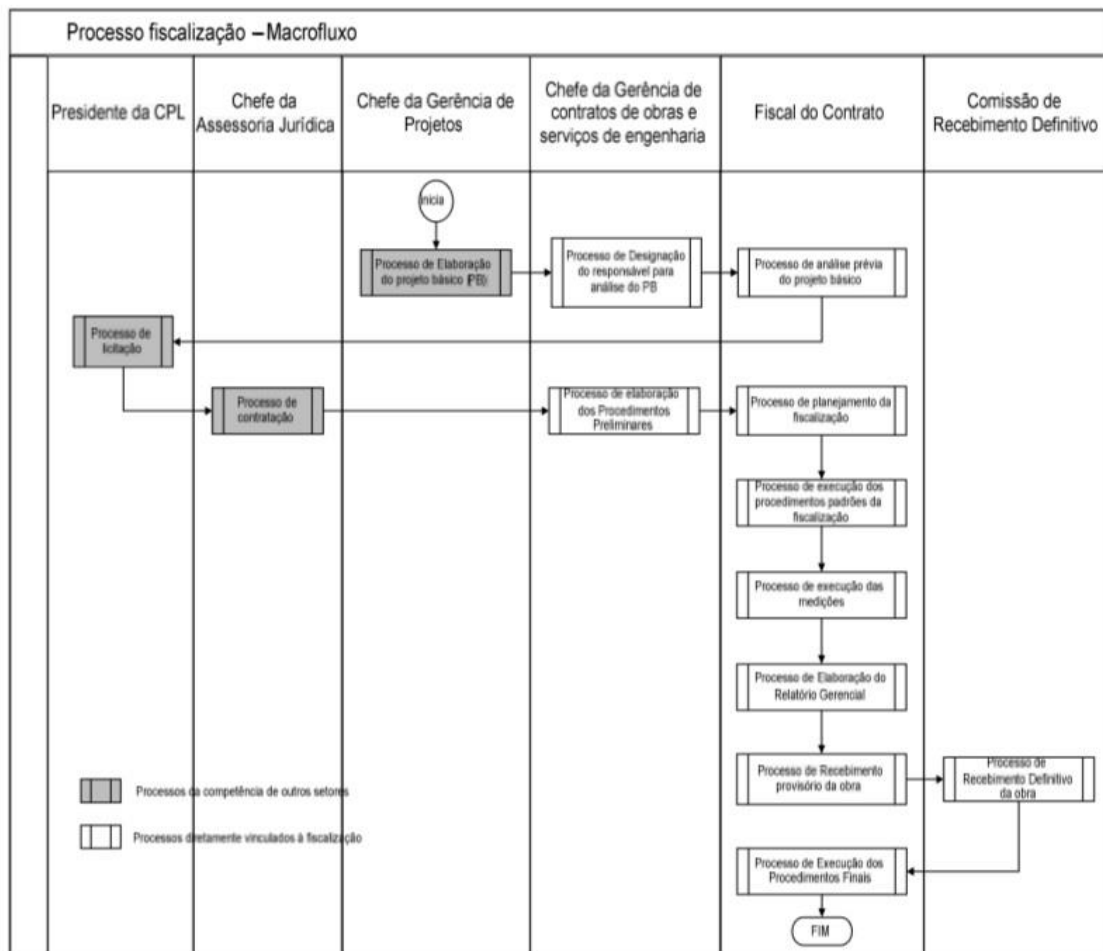 Processo fiscalização – Macrofluxo
Presidente da CPL
Chefe da
Assessoria Jurídica
Chefe da Gerência de
Projetos
Chefe da Gerência de
contratos de obras e
serviços de engenharia
Fiscal do Contrato
Comissão de
Recebimento Definitivo
Inicia
Processo de Elaboração
do projeto básico (PB)
Processo de Designação
do responsável para
análise do PB
Processo de análise prévia
do projeto básico
Processo de
licitação
Processo de
contratação
Processo de elaboração
dos Procedimentos
Preliminares
Processo de planejamento da
fiscalização
Processo de execução dos
procedimentos padrões da
fiscalização
Processo de execução das
medições
Processo de Elaboração do
Relatório Gerencial
Processo de Recebimento
provisório da obra
Processo de
Recebimento Definitivo
da obra
Processo de Execução dos
Procedimentos Finais
FIM
Processos da competência de outros setores
Processos diretamente vinculados à fiscalização